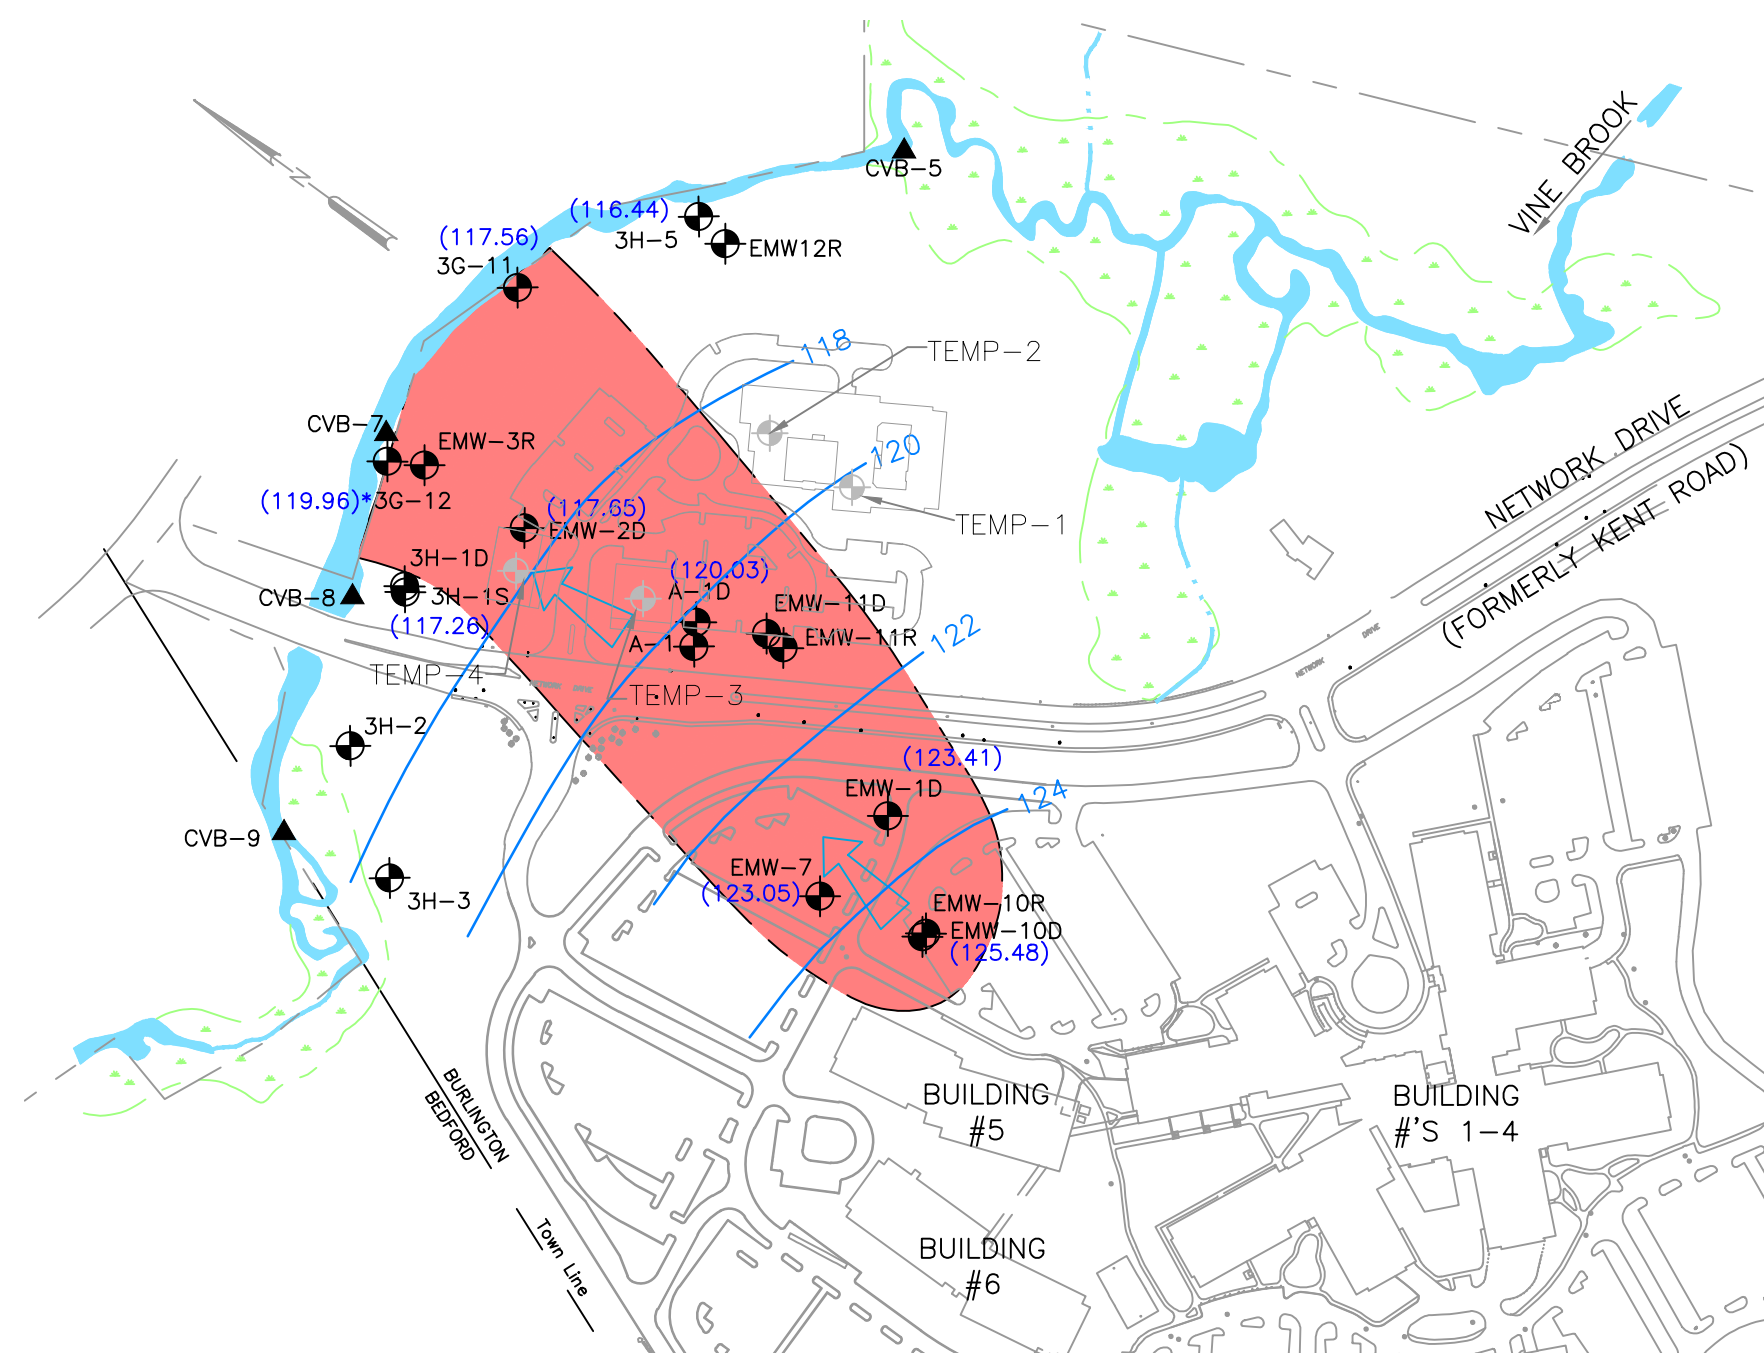 N
VINE BROOK
CVB-5
(116.44)
3H-5
EMW12R
(117.56)
3G-11
118
TEMP-2
120
TEMP-1
CVB-7
EMW-3R
(119.96)*3G-12
(117.65)
EMW-2D
NETWORK DRIVE
(FORMERLY KENT ROAD)
3H-1D
3H-1S
CVB-8
(117.26)
(120.03)
A-1D
A-1
EMW-11D
EMW-11R
122
TEMP-4
TEMP-3
NETWORK DRIVE
NETWORK
DRIVE
3H-2
(123.41)
EMW-1D
124
CVB-9
3H-3
EMW-7
(123.05)
EMW-10R
EMW-10D
(125.48)
BURLINGTON
BEDFORD
Town Line
BUILDING
#5
BUILDING
#'S 1-4
BUILDING
#6